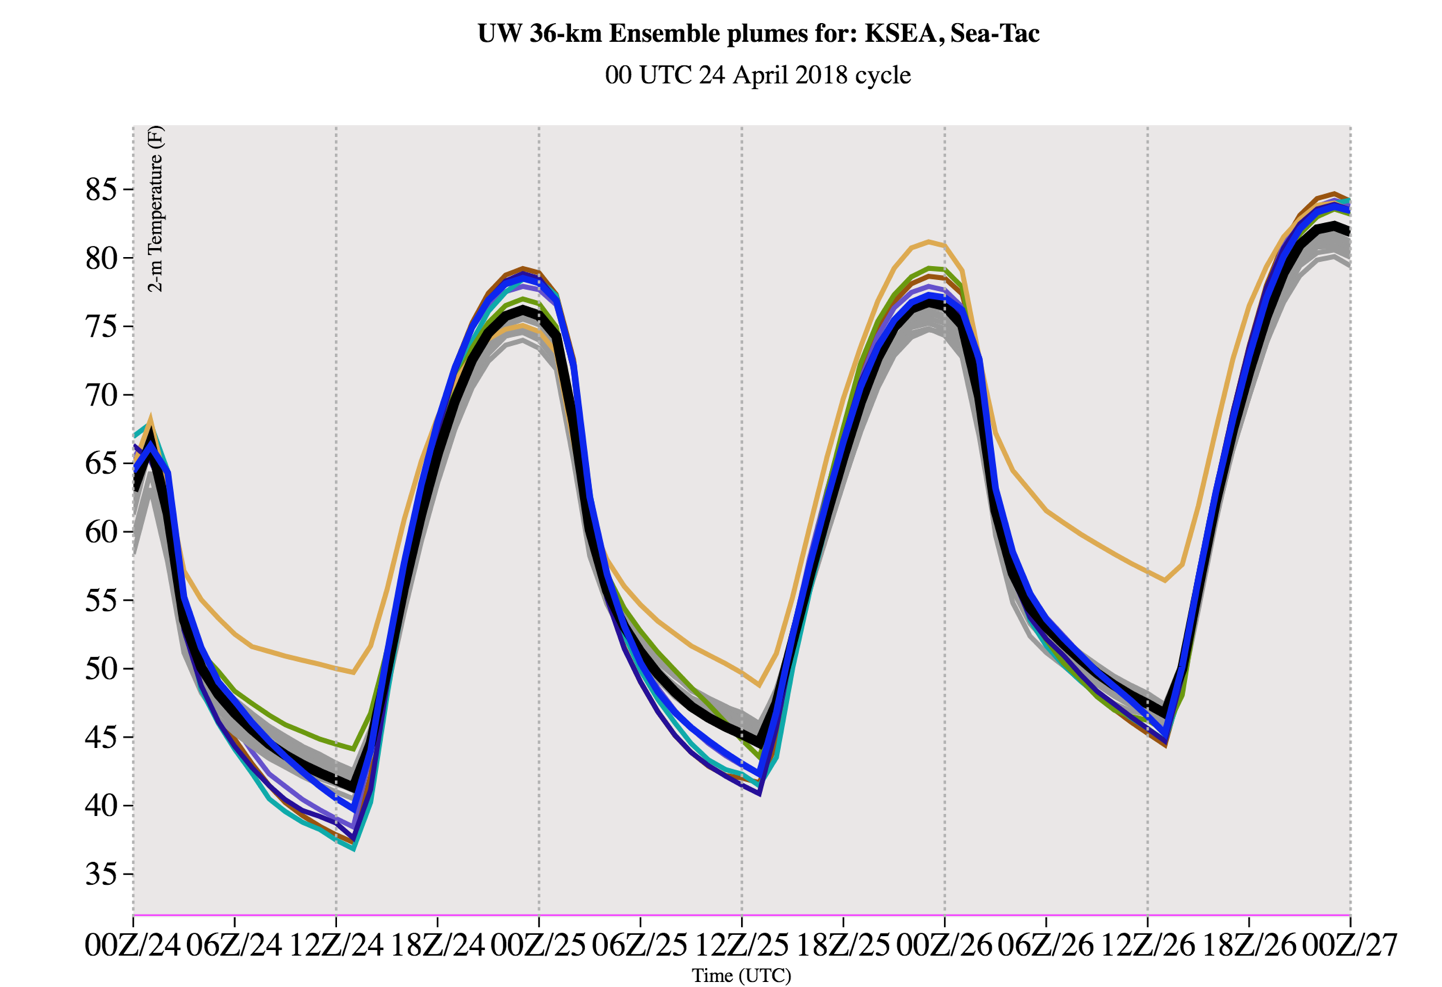 UW 36-km Ensemble plumes for: KSEA, Sea-Tac
00 UTC 24 April 2018 cycle
2-m Temperature (F)
85
80
75
70
65
60
55
50
45
40
35
00Z/24 06Z/24 12Z/24 18Z/24 00Z/25 06Z/25 12Z/25 18Z/25 00Z/26 06Z/26 12Z/26 18Z/26 00Z/27
Time (UTC)